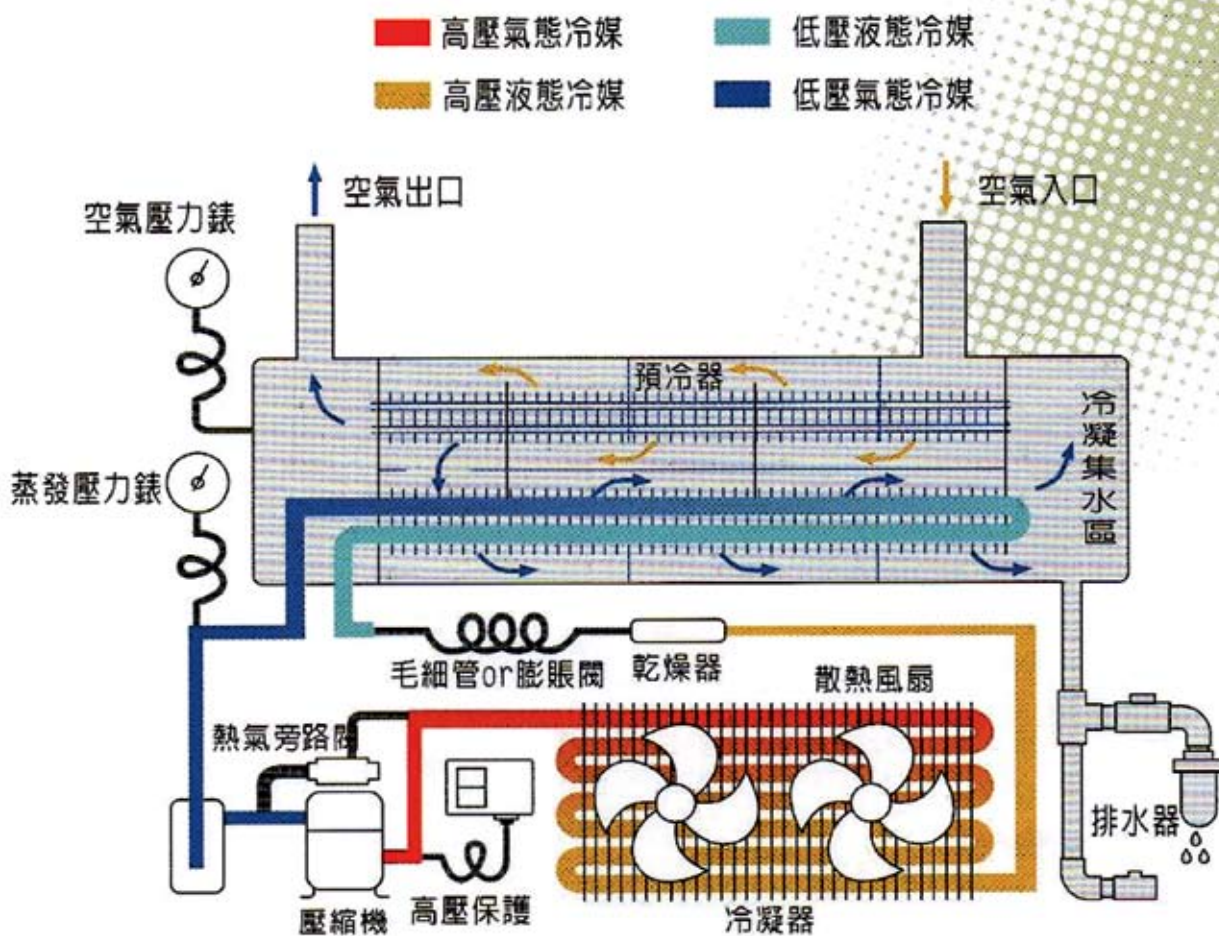 高壓氣態冷媒
低壓液態冷媒
高壓液態冷媒
低壓氣態冷媒
空氣出口
空氣入口
空氣壓力錶
預冷器
冷凝集水區
蒸發壓力錶
毛細管or膨賬閥
乾燥器
散熱風扇
熱氣旁路閥
排水器
壓縮機
高壓保護
冷凝器